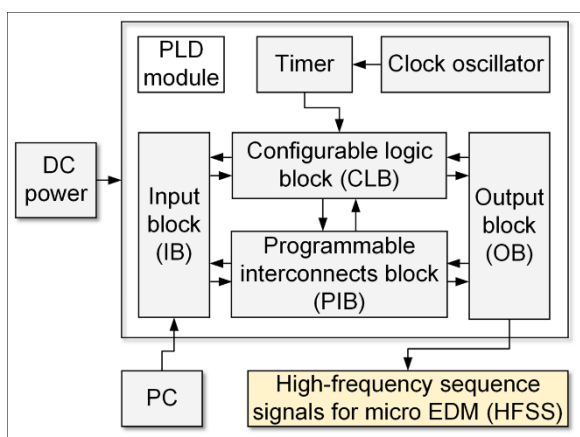 PLD
module
Timer
Clock oscillator
DC
power
Input
block
(IB)
Configurable logic
block (CLB)
Programmable
interconnects block
(PIB)
Output
block
(OB)
PC
High-frequency sequence
signals for micro EDM (HFSS)